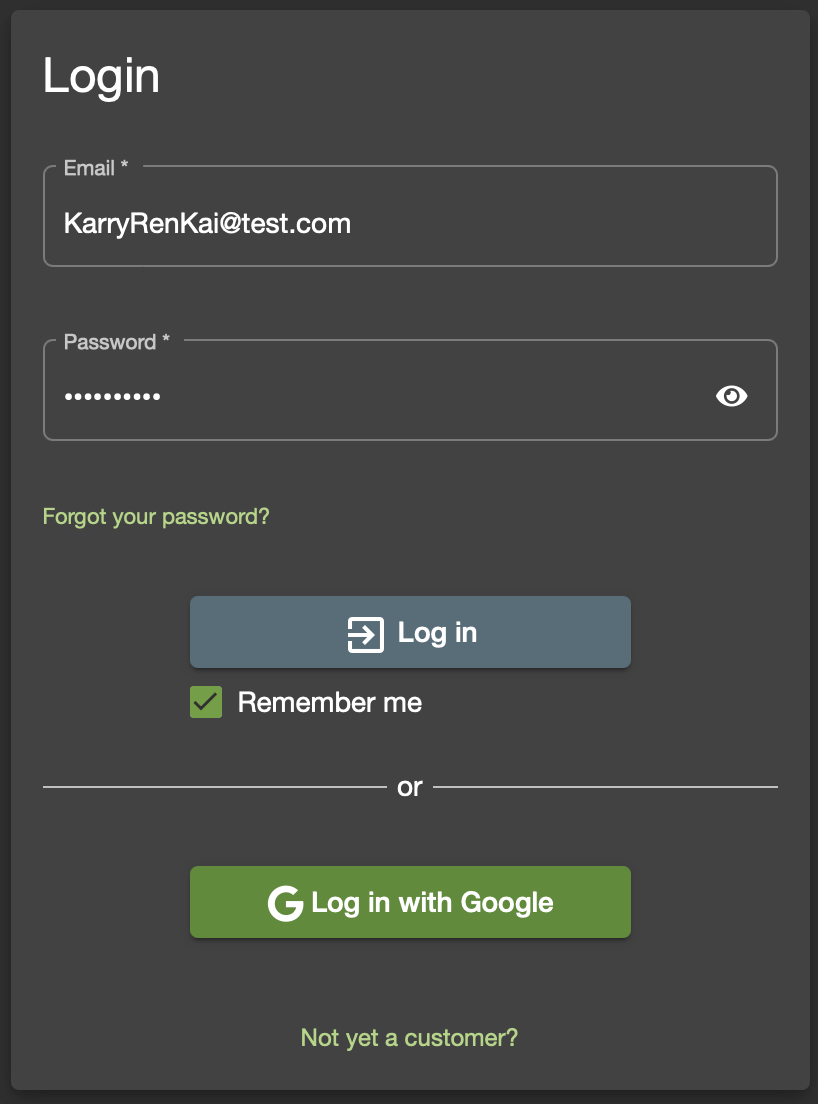 Login
Email *
KarryRenKai@test.com
Password *
••••••••••
Forgot your password?
Log in
Remember me
or
Log in with Google
Not yet a customer?